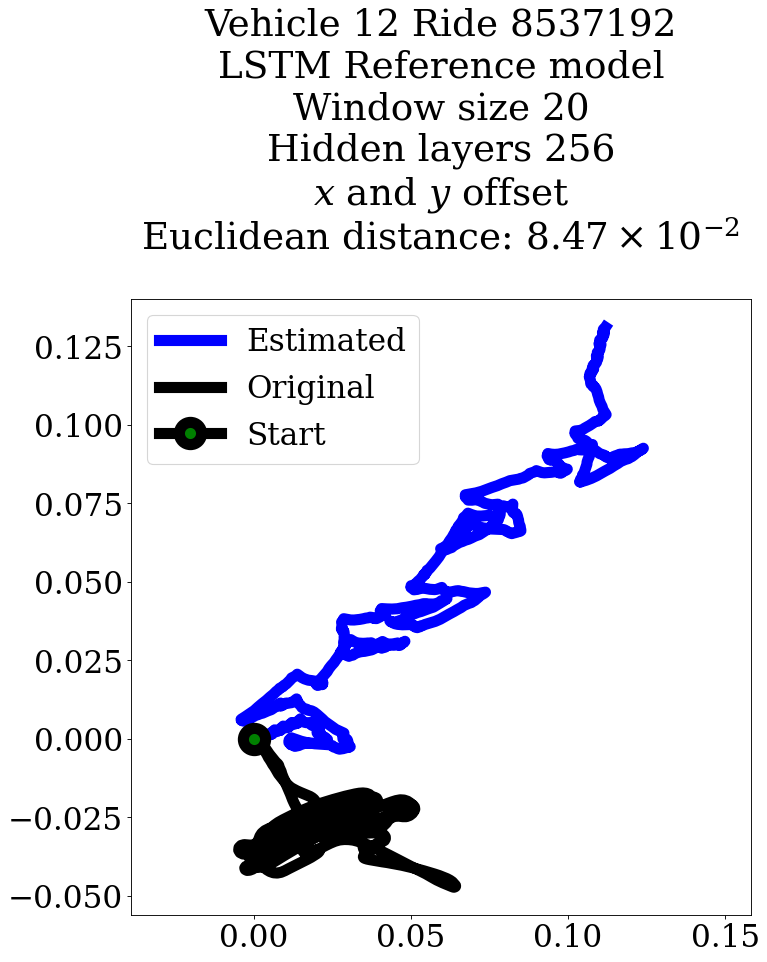 Vehicle 12 Ride 8537192
LSTM Reference model
Window size 20
Hidden layers 256
x and y offset
Euclidean distance: 8.47 × 10⁻²
Estimated
Original
Start
0.125
0.100
0.075
0.050
0.025
0.000
−0.025
−0.050
0.00 0.05 0.10 0.15